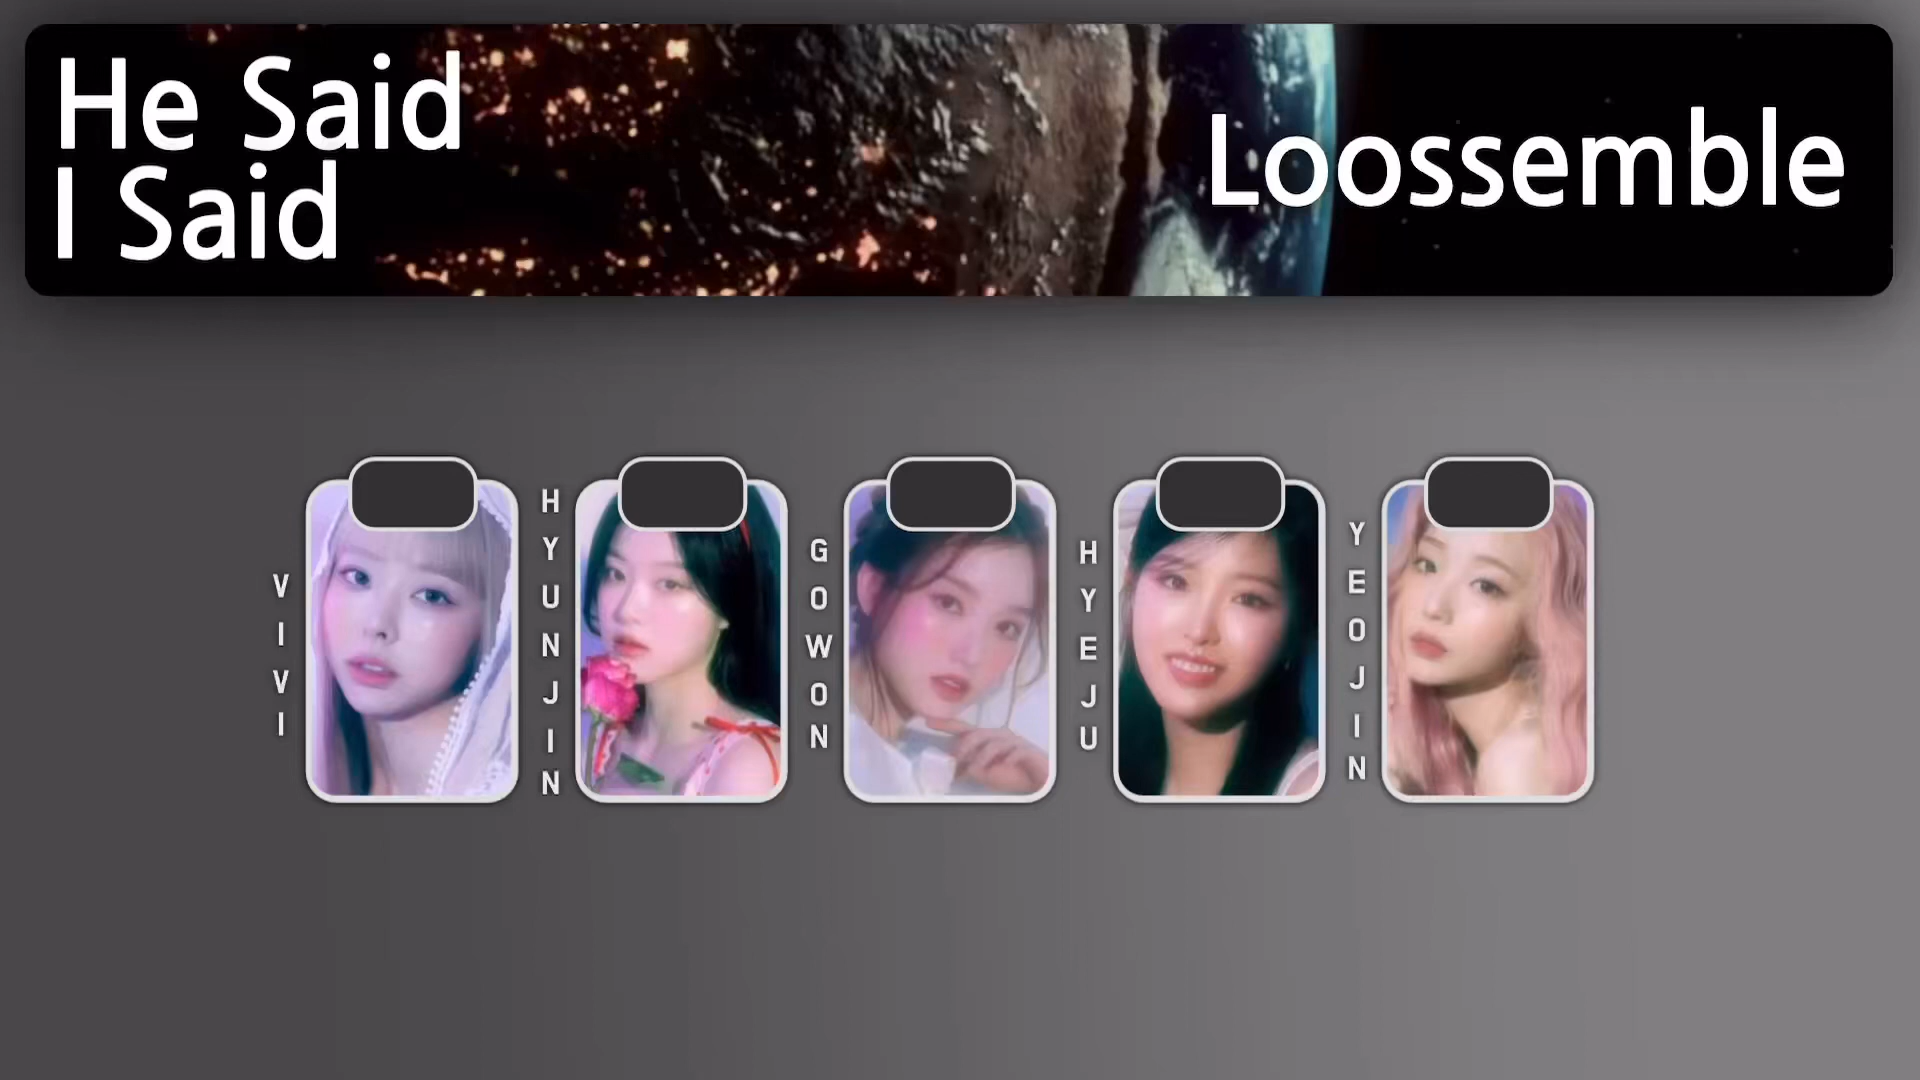 He Said
I Said
Loossemble
VIVI
HYUNJIN
GOWON
HYEJU
YEOJIN